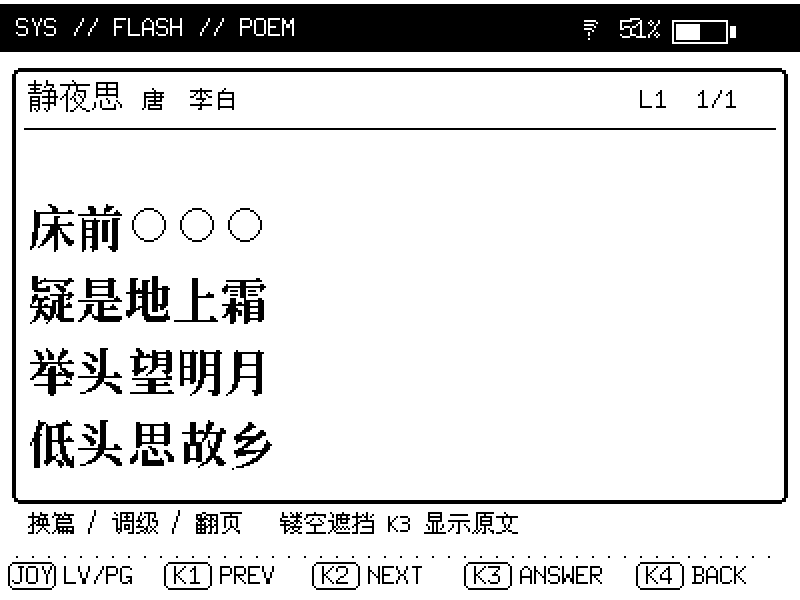 SYS // FLASH // POEM 51%
静夜思 唐 李白 L1 1/1
床前○○○
疑是地上霜
举头望明月
低头思故乡
换篇 / 调级 / 翻页 镂空遮挡 K3 显示原文
JOY LV/PG K1 PREV K2 NEXT K3 ANSWER K4 BACK